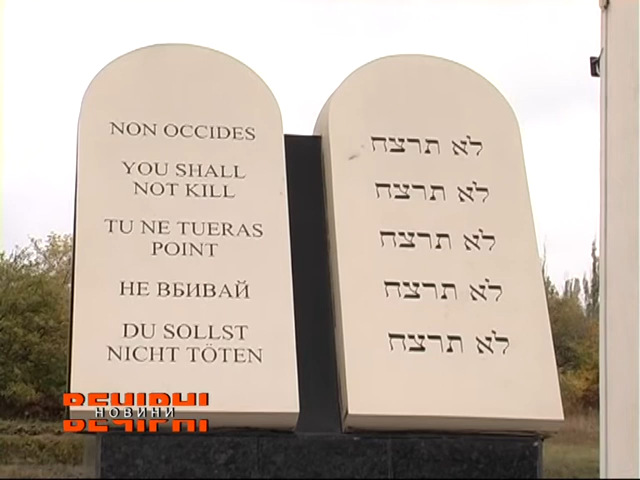 NON OCCIDES
YOU SHALL
NOT KILL
TU NE TUERAS
POINT
НЕ ВБИВАЙ
DU SOLLST
NICHT TÖTEN
לא תרצח
לא תרצח
לא תרצח
לא תרצח
לא תרצח
ВЕЧІРНІ
НОВИНИ
ВЕЧІРНІ